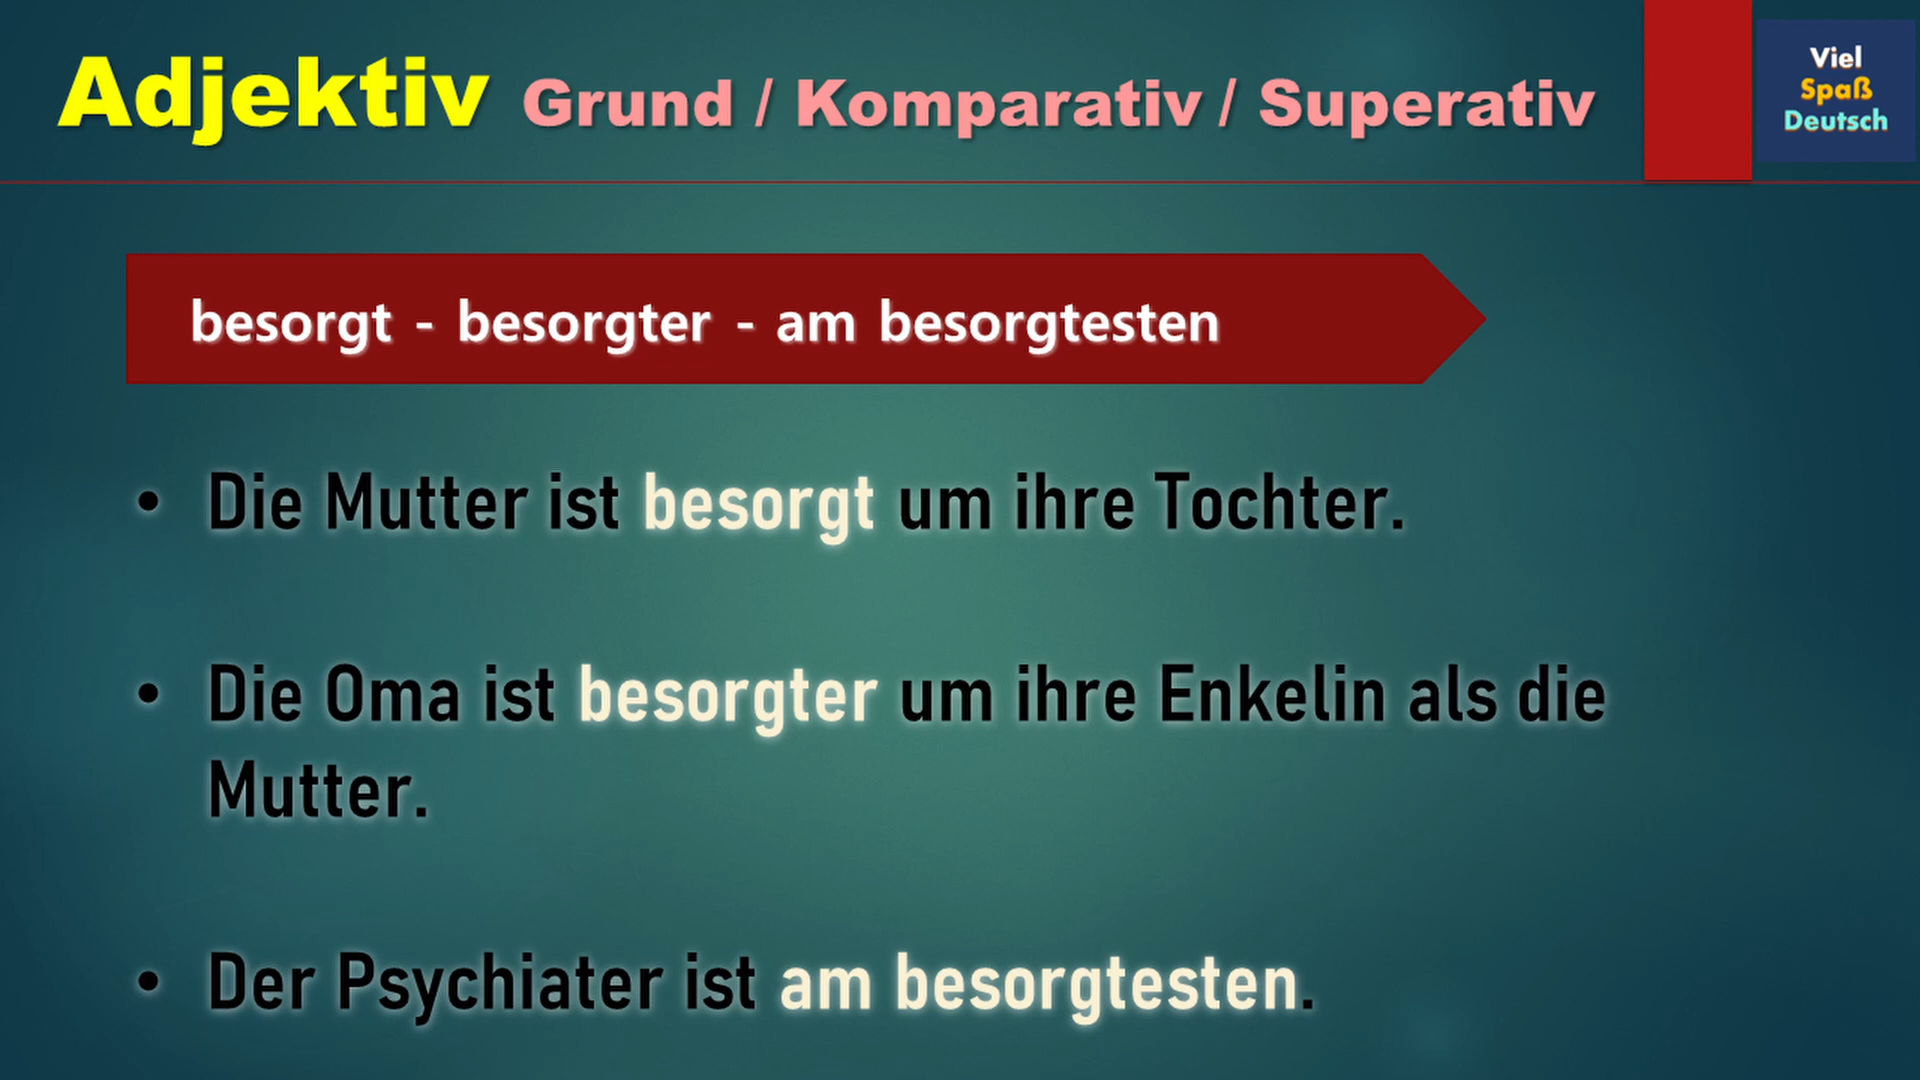 Adjektiv Grund / Komparativ / Superativ
Viel
Spaß
Deutsch
besorgt - besorgter - am besorgtesten
• Die Mutter ist besorgt um ihre Tochter.
• Die Oma ist besorgter um ihre Enkelin als die
Mutter.
• Der Psychiater ist am besorgtesten.